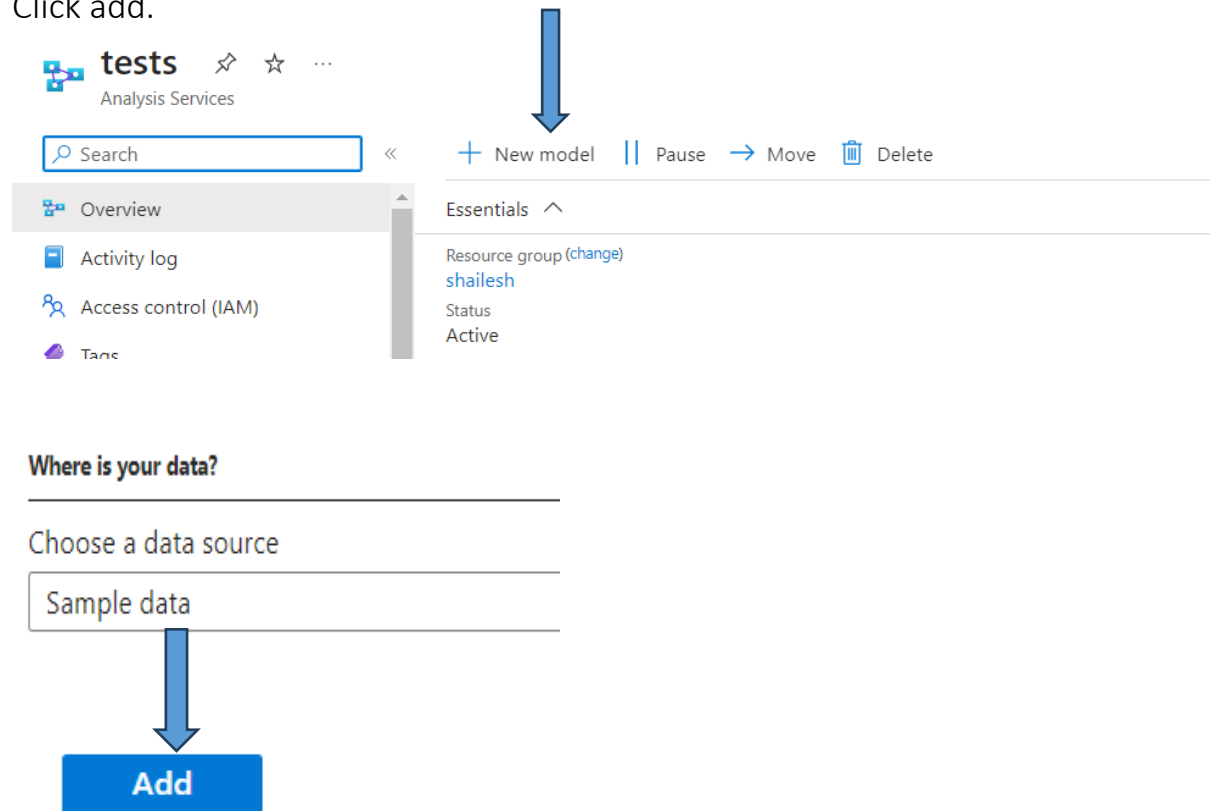 Click add.
tests
Analysis Services
Search
New model Pause Move Delete
Overview
Essentials
Activity log
Resource group (change)
shailesh
Access control (IAM)
Status
Active
Tags
Where is your data?
Choose a data source
Sample data
Add